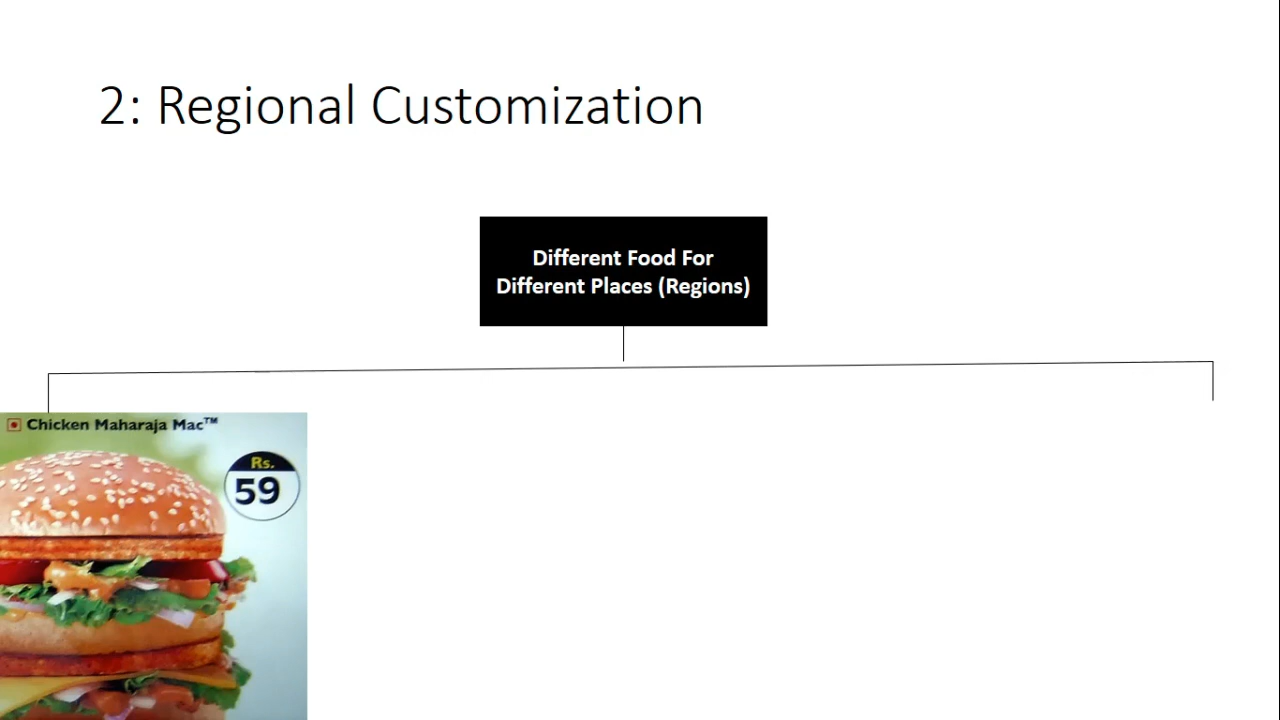 2: Regional Customization
Different Food For
Different Places (Regions)
Chicken Maharaja Mac™
Rs.
59